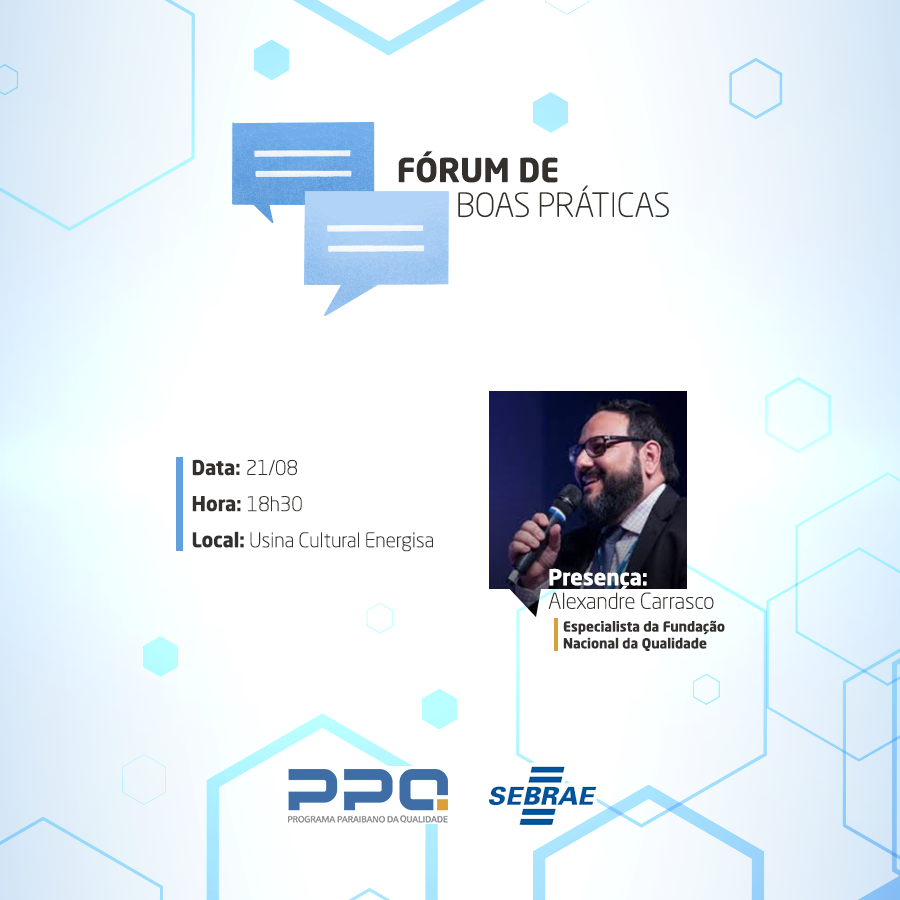 FÓRUM DE
BOAS PRÁTICAS
Data: 21/08
Hora: 18h30
Local: Usina Cultural Energisa
Presença:
Alexandre Carrasco
Especialista da Fundação
Nacional da Qualidade
PPQ
PROGRAMA PARAIBANO DA QUALIDADE
SEBRAE